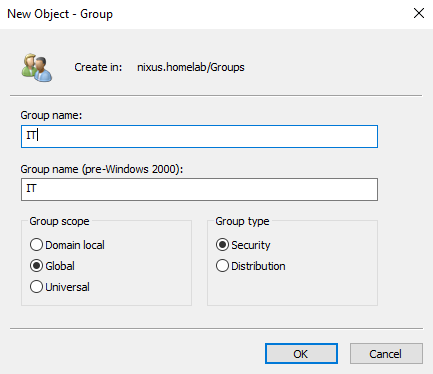 New Object - Group
Create in: nixus.homelab/Groups
Group name:
IT
Group name (pre-Windows 2000):
IT
Group scope
Domain local
Global
Universal
Group type
Security
Distribution
OK Cancel